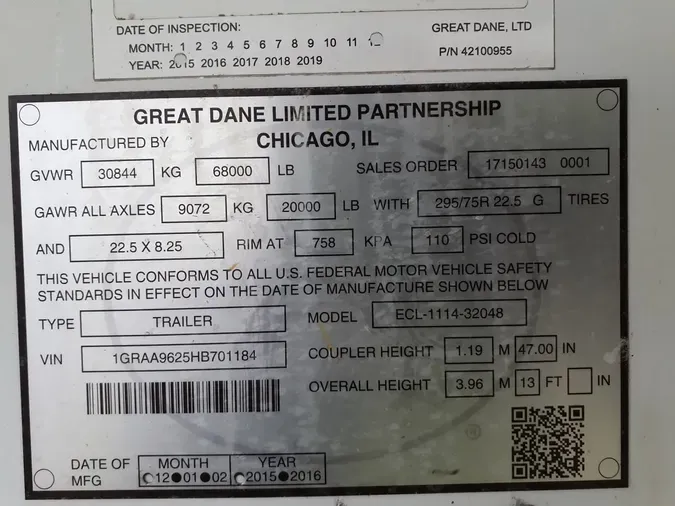 DATE OF INSPECTION: GREAT DANE, LTD
MONTH: 1 2 3 4 5 6 7 8 9 10 11 P/N 42100955
YEAR: 2015 2016 2017 2018 2019
GREAT DANE LIMITED PARTNERSHIP
MANUFACTURED BY CHICAGO, IL
GVWR 30844 KG 68000 LB SALES ORDER 17150143 0001
GAWR ALL AXLES 9072 KG 20000 LB WITH 295/75R 22.5 G TIRES
AND 22.5 X 8.25 RIM AT 758 KPA 110 PSI COLD
THIS VEHICLE CONFORMS TO ALL U.S. FEDERAL MOTOR VEHICLE SAFETY
STANDARDS IN EFFECT ON THE DATE OF MANUFACTURE SHOWN BELOW
TYPE TRAILER MODEL ECL-1114-32048
VIN 1GRAA9625HB701184 COUPLER HEIGHT 1.19 M 47.00 IN
OVERALL HEIGHT 3.96 M 13 FT IN
DATE OF MFG MONTH YEAR
12 01 02 2015 2016